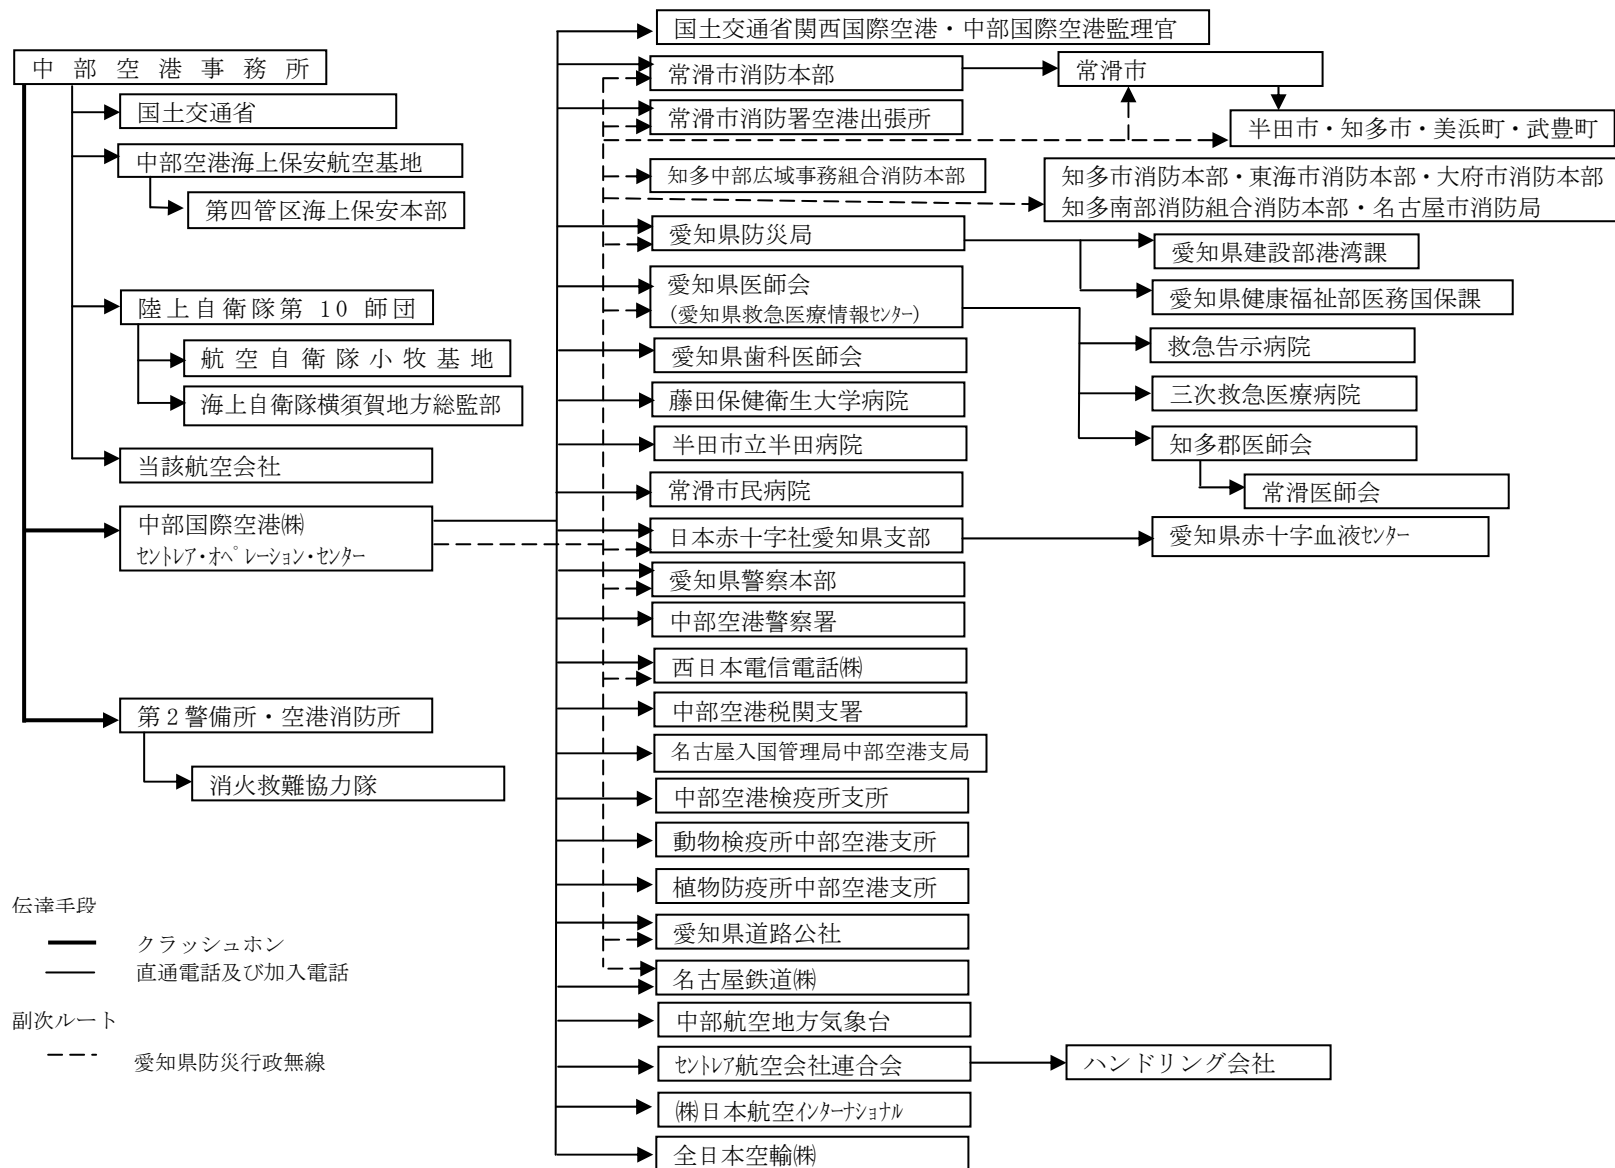 中部空港事務所
国土交通省
中部空港海上保安航空基地
第四管区海上保安本部
陸上自衛隊第 10 師団
航空自衛隊小牧基地
海上自衛隊横須賀地方総監部
当該航空会社
中部国際空港㈱
セントレア・オペレーション・センター
第2警備所・空港消防所
消火救難協力隊
伝達手段
クラッシュホン
直通電話及び加入電話
副次ルート
愛知県防災行政無線
国土交通省関西国際空港・中部国際空港監理官
常滑市消防本部
常滑市消防署空港出張所
知多中部広域事務組合消防本部
愛知県防災局
愛知県医師会
(愛知県救急医療情報センター)
愛知県歯科医師会
藤田保健衛生大学病院
半田市立半田病院
常滑市民病院
日本赤十字社愛知県支部
愛知県警察本部
中部空港警察署
西日本電信電話㈱
中部空港税関支署
名古屋入国管理局中部空港支局
中部空港検疫所支所
動物検疫所中部空港支所
植物防疫所中部空港支所
愛知県道路公社
名古屋鉄道㈱
中部航空地方気象台
セントレア航空会社連合会
㈱日本航空インターナショナル
全日本空輸㈱
常滑市
半田市・知多市・美浜町・武豊町
知多市消防本部・東海市消防本部・大府市消防本部
知多南部消防組合消防本部・名古屋市消防局
愛知県建設部港湾課
愛知県健康福祉部医務国保課
救急告示病院
三次救急医療病院
知多郡医師会
常滑医師会
愛知県赤十字血液センター
ハンドリング会社